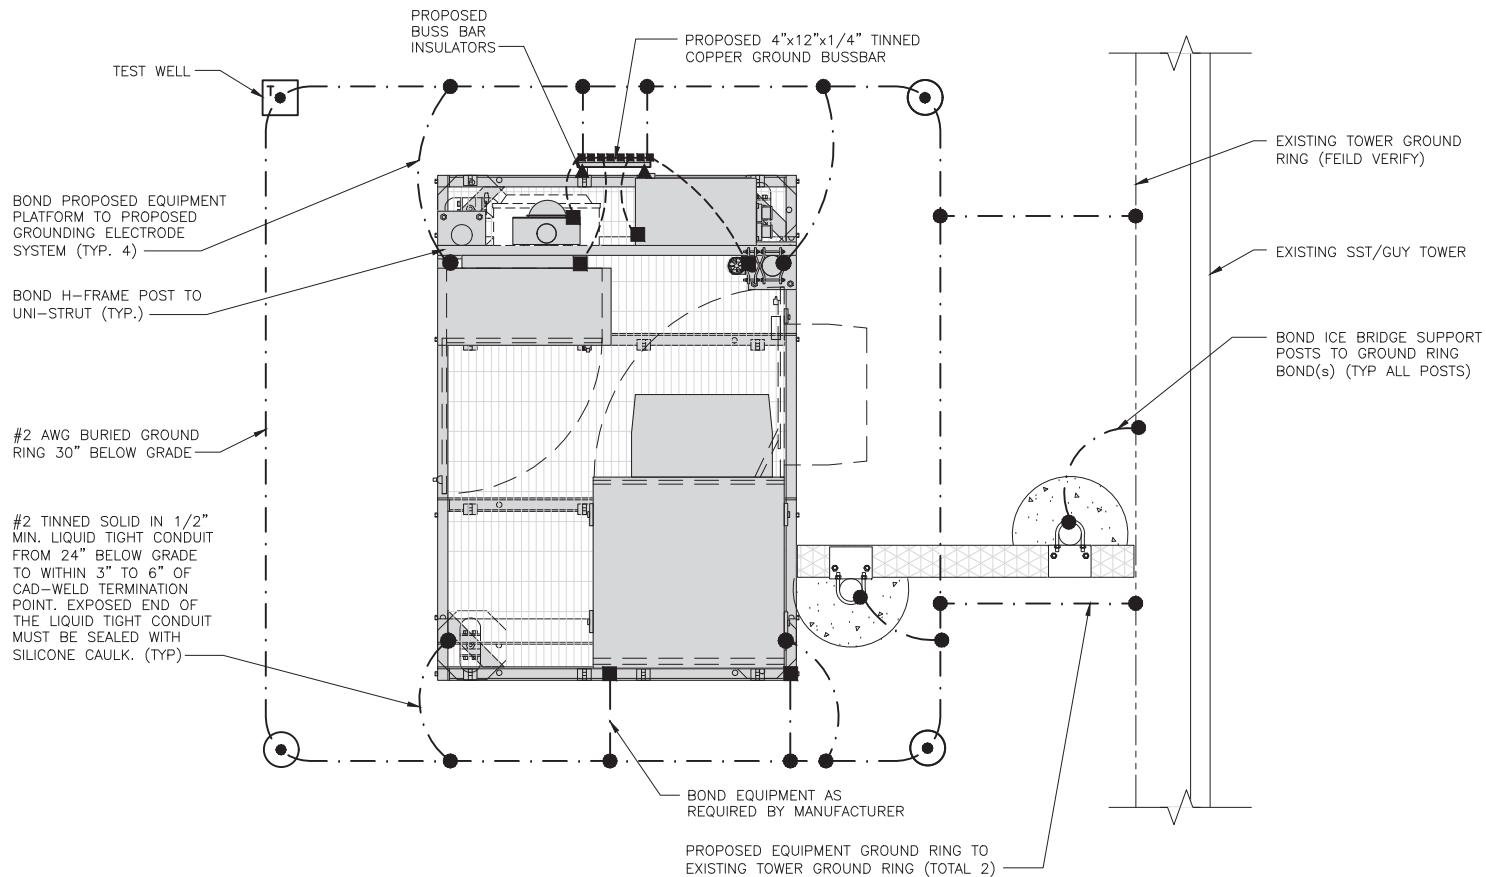 PROPOSED
BUSS BAR
INSULATORS
PROPOSED 4"x12"x1/4" TINNED
COPPER GROUND BUSSBAR
TEST WELL
T
EXISTING TOWER GROUND
RING (FEILD VERIFY)
BOND PROPOSED EQUIPMENT
PLATFORM TO PROPOSED
GROUNDING ELECTRODE
SYSTEM (TYP. 4)
EXISTING SST/GUY TOWER
BOND H-FRAME POST TO
UNI-STRUT (TYP.)
BOND ICE BRIDGE SUPPORT
POSTS TO GROUND RING
BOND(s) (TYP ALL POSTS)
#2 AWG BURIED GROUND
RING 30" BELOW GRADE
#2 TINNED SOLID IN 1/2"
MIN. LIQUID TIGHT CONDUIT
FROM 24" BELOW GRADE
TO WITHIN 3" TO 6" OF
CAD-WELD TERMINATION
POINT. EXPOSED END OF
THE LIQUID TIGHT CONDUIT
MUST BE SEALED WITH
SILICONE CAULK. (TYP)
BOND EQUIPMENT AS
REQUIRED BY MANUFACTURER
PROPOSED EQUIPMENT GROUND RING TO
EXISTING TOWER GROUND RING (TOTAL 2)